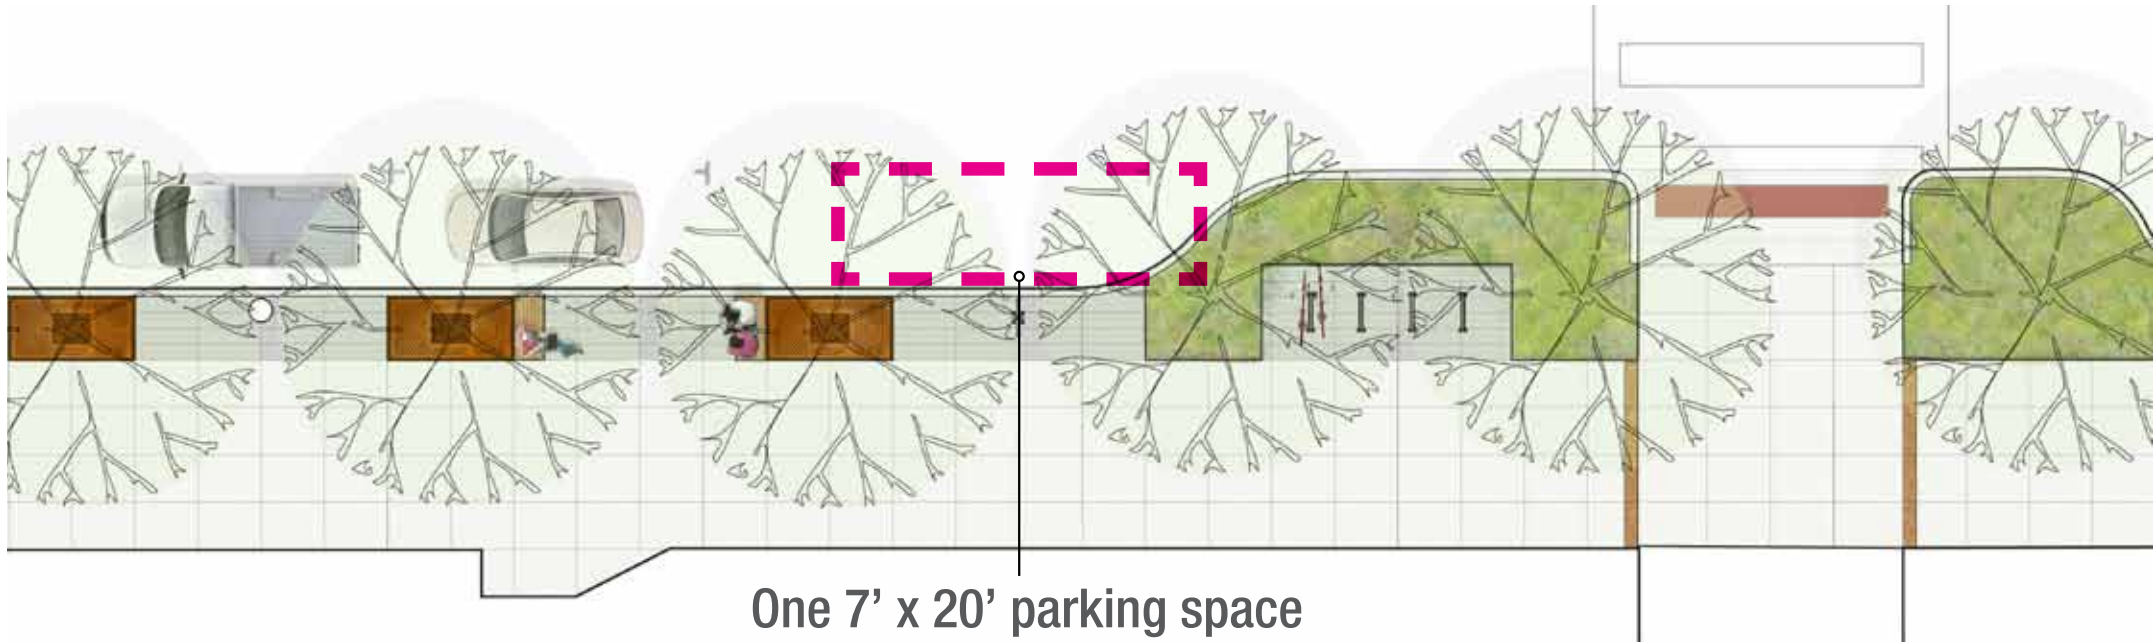 One 7’ x 20’ parking space